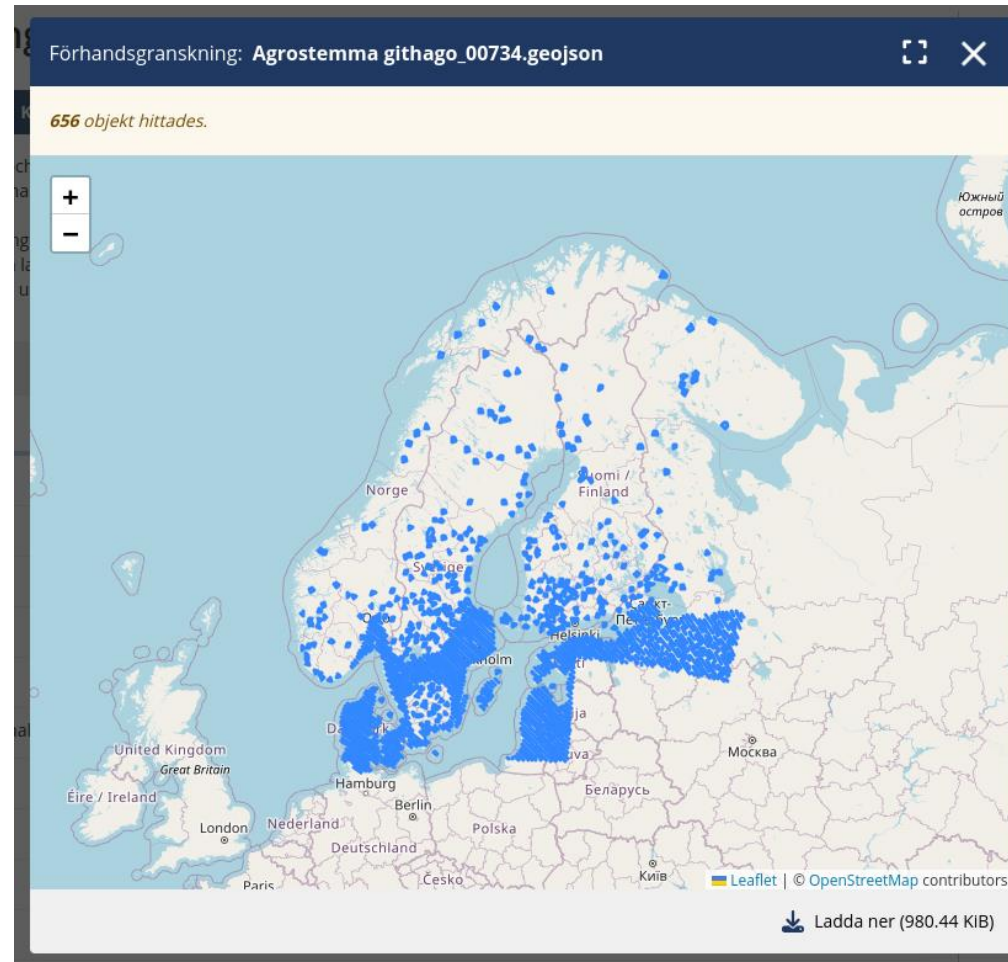 Förhandsgranskning: Agrostemma githago_00734.geojson
656 objekt hittades.
+
−
Южный
остров
Norge
Suomi /
Finland
Sverige
Oslo
Санкт-
Helsinki
holm
Hamburg
Berlin
Polska
Беларусь
Москва
United Kingdom
Great Britain
Éire / Ireland
London
Nederland
Deutschland
Paris
Česko
Київ
Leaflet | © OpenStreetMap contributors
Ladda ner (980.44 KiB)